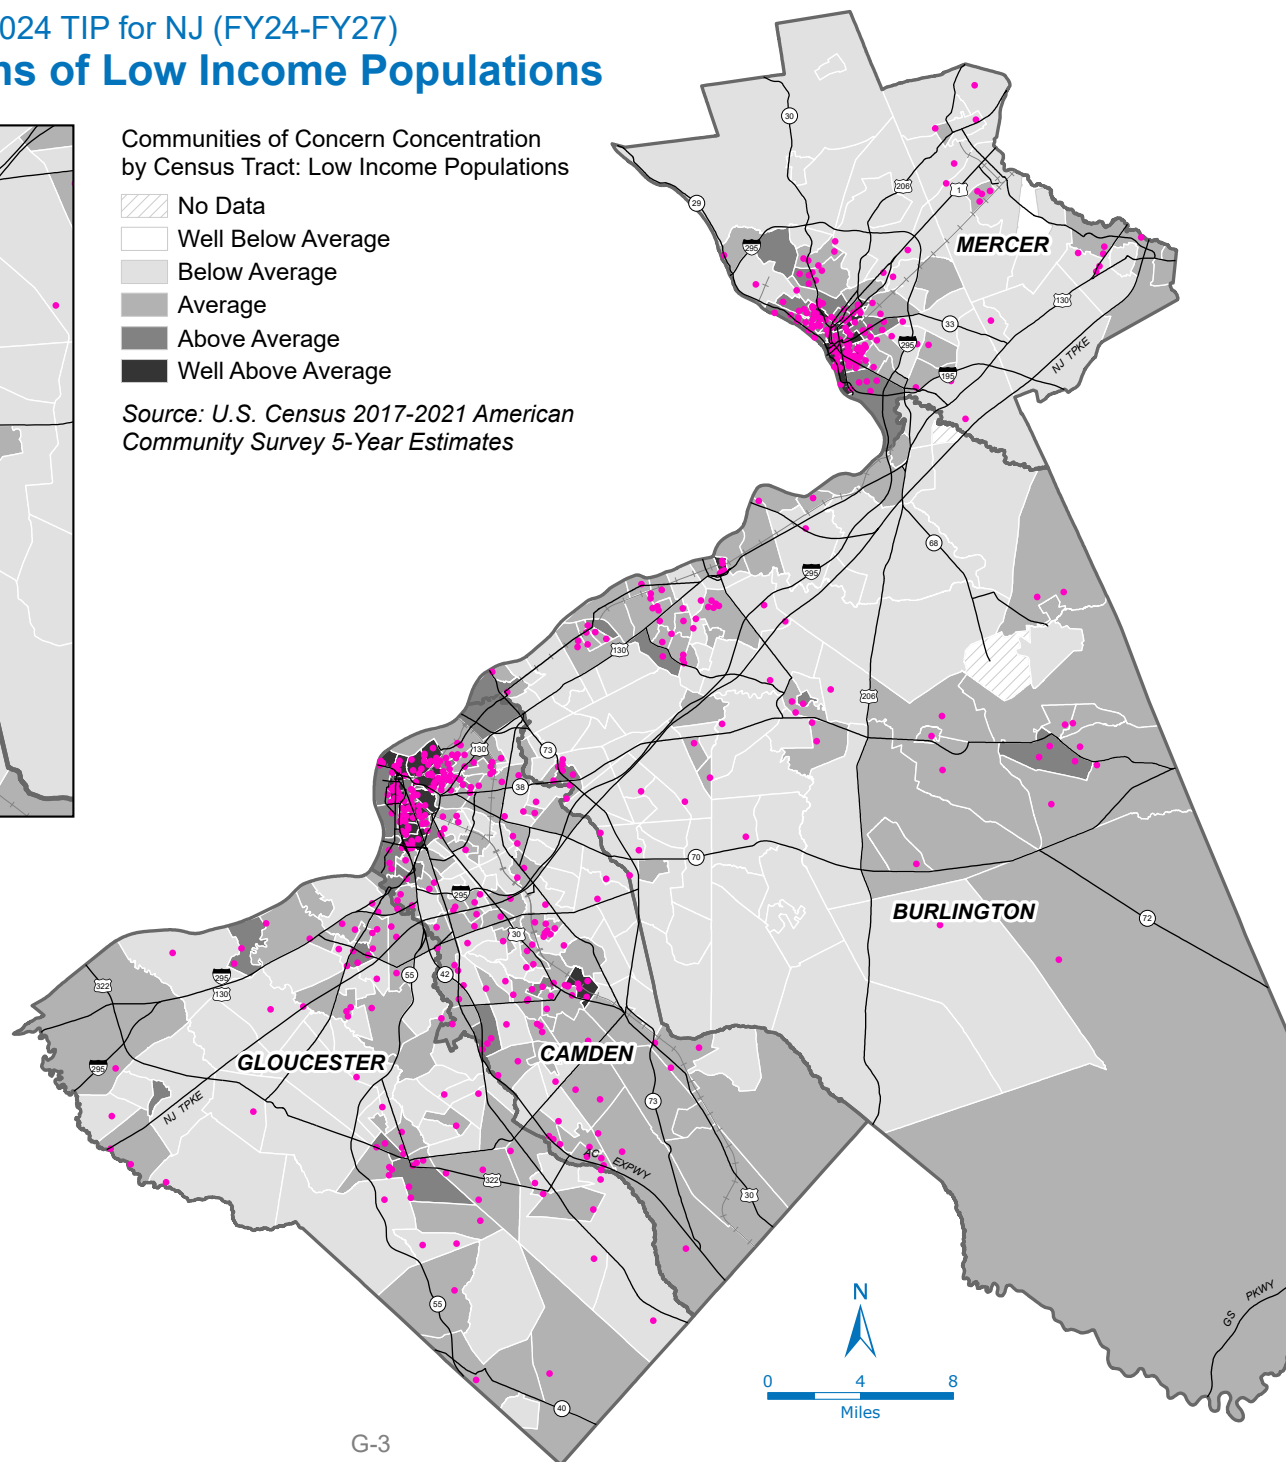 024 TIP for NJ (FY24-FY27)
ns of Low Income Populations
Communities of Concern Concentration
by Census Tract: Low Income Populations
No Data
Well Below Average
Below Average
Average
Above Average
Well Above Average
Source: U.S. Census 2017-2021 American
Community Survey 5-Year Estimates
30
206
1
29
295
MERCER
130
33
295
NJ TPKE
195
68
295
130
206
130
73
38
70
295
BURLINGTON
72
30
55
42
322
295
130
GLOUCESTER
CAMDEN
295
NJ TPKE
73
AC EXPWY
322
30
55
GS PKWY
40
N
0 4 8
Miles
G-3